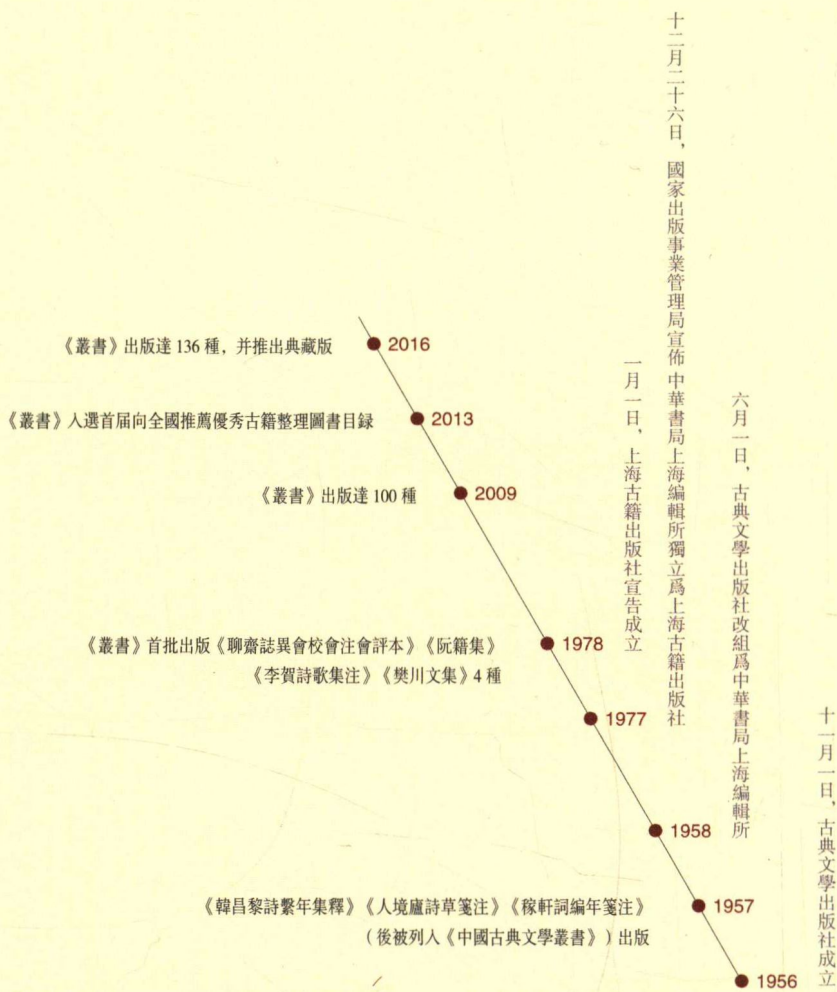 十二月二十六日，國家出版事業管理局宣佈中華書局上海編輯所獨立爲上海古籍出版社
一月一日，上海古籍出版社宣告成立
六月一日，古典文學出版社改組爲中華書局上海編輯所
十一月一日，古典文學出版社成立
《叢書》出版達 136 種，并推出典藏版
2016
《叢書》入選首届向全國推薦優秀古籍整理圖書目録
2013
《叢書》出版達 100 種
2009
《叢書》首批出版《聊齋誌異會校會注會評本》《阮籍集》
《李賀詩歌集注》《樊川文集》4 種
1978
1977
1958
《韓昌黎詩繫年集釋》《人境廬詩草箋注》《稼軒詞編年箋注》
（後被列入《中國古典文學叢書》）出版
1957
1956